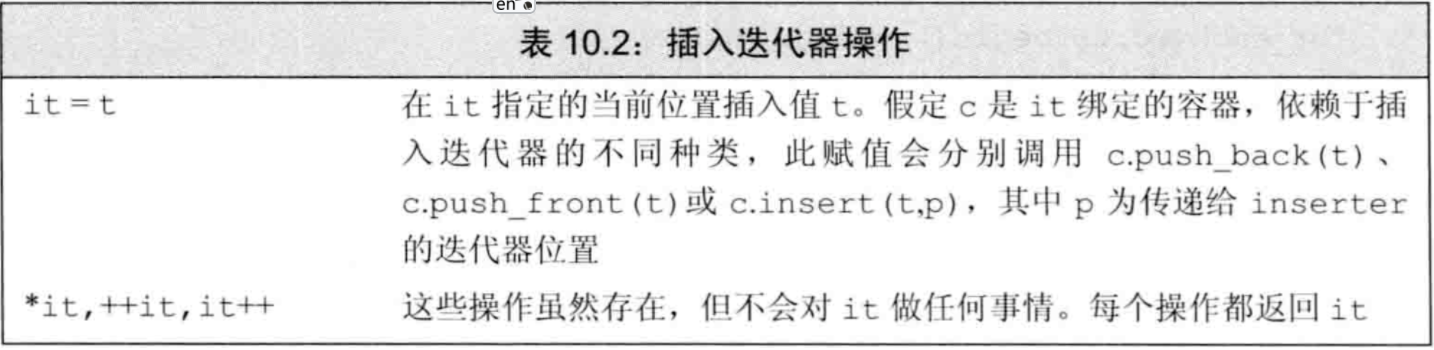 en
表 10.2：插入迭代器操作
it = t 在 it 指定的当前位置插入值 t。假定 c 是 it 绑定的容器，依赖于插
入迭代器的不同种类，此赋值会分别调用 c.push_back(t)、
c.push_front(t)或 c.insert(t,p)，其中 p 为传递给 inserter
的迭代器位置
*it,++it,it++ 这些操作虽然存在，但不会对 it 做任何事情。每个操作都返回 it